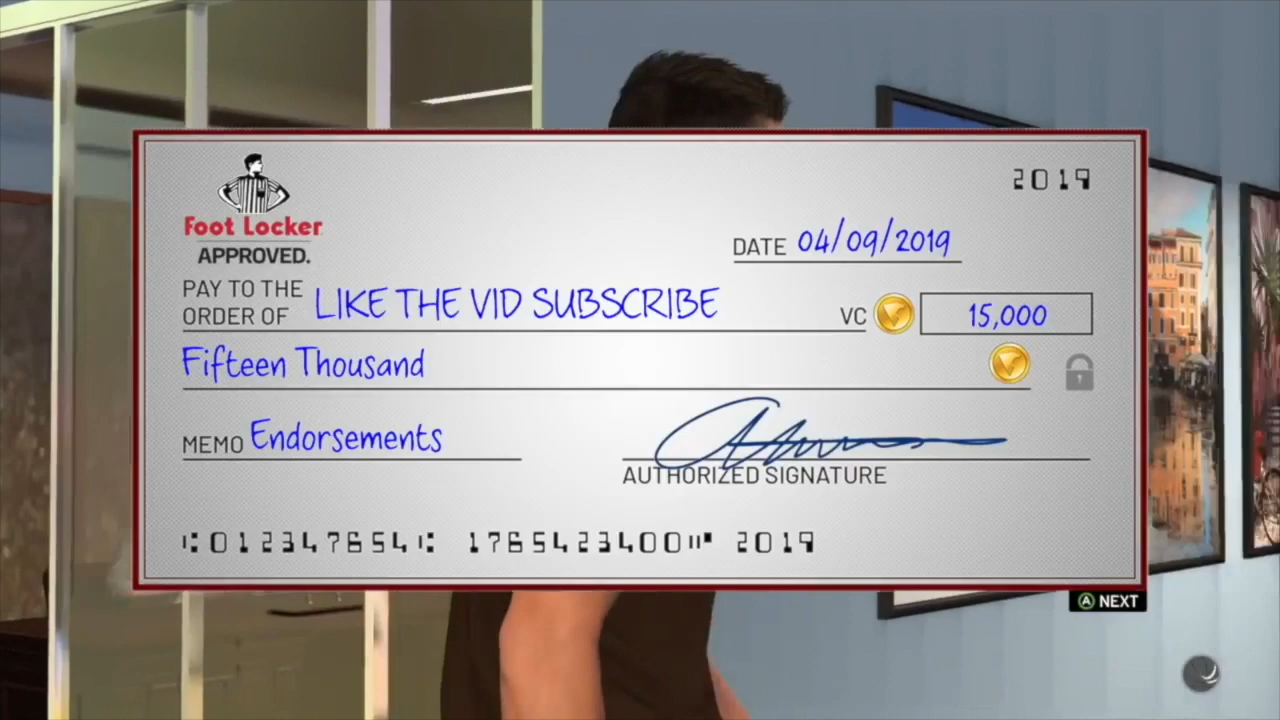 2019
Foot Locker
APPROVED.
DATE 04/09/2019
PAY TO THE
ORDER OF LIKE THE VID SUBSCRIBE VC 15,000
Fifteen Thousand
MEMO Endorsements
AUTHORIZED SIGNATURE
⑆012347654⑆ 1765423400⑈ 2019
A NEXT